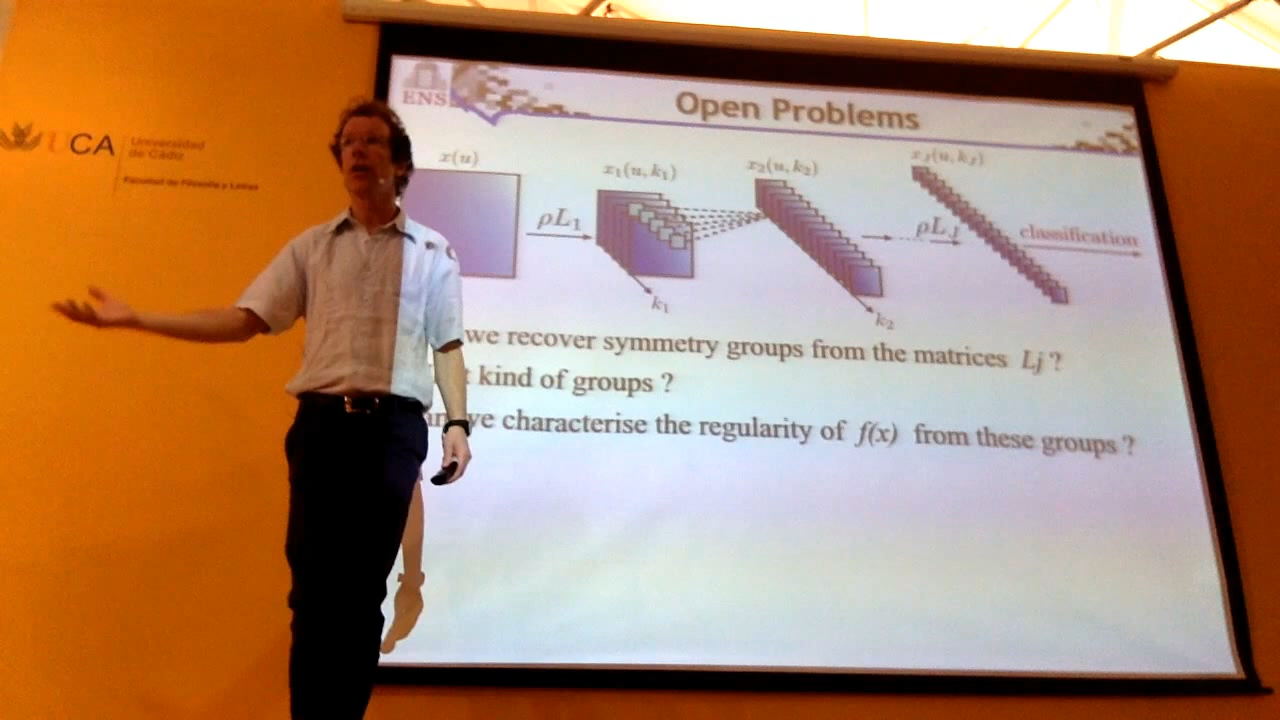 UCA
Universidad
de Cádiz
Facultad de Filosofía y Letras
ENS
Open Problems
x(u)
x₁(u, k₁)
x₂(u, k₂)
x_J(u, k_J)
ρL₁
ρL_J
classification
k₁
k₂
we recover symmetry groups from the matrices Lj ?
kind of groups ?
we characterise the regularity of f(x) from these groups ?